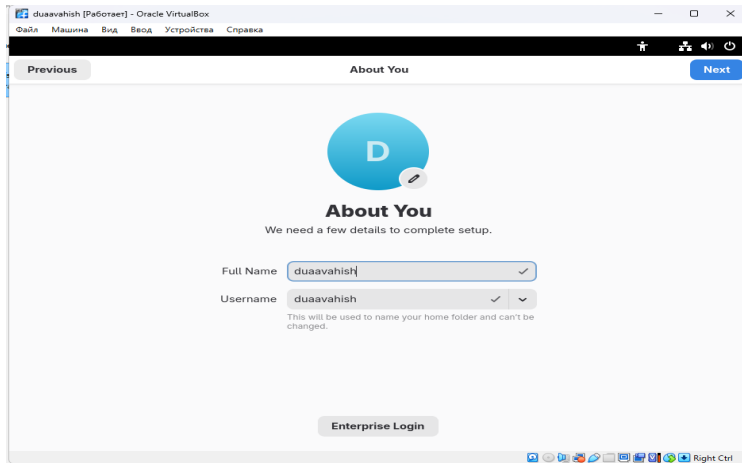 duaavahish [Работает] - Oracle VirtualBox
Файл Машина Вид Ввод Устройства Справка
Previous About You Next
D
About You
We need a few details to complete setup.
Full Name duaavahish
Username duaavahish
This will be used to name your home folder and can't be
changed.
Enterprise Login
Right Ctrl